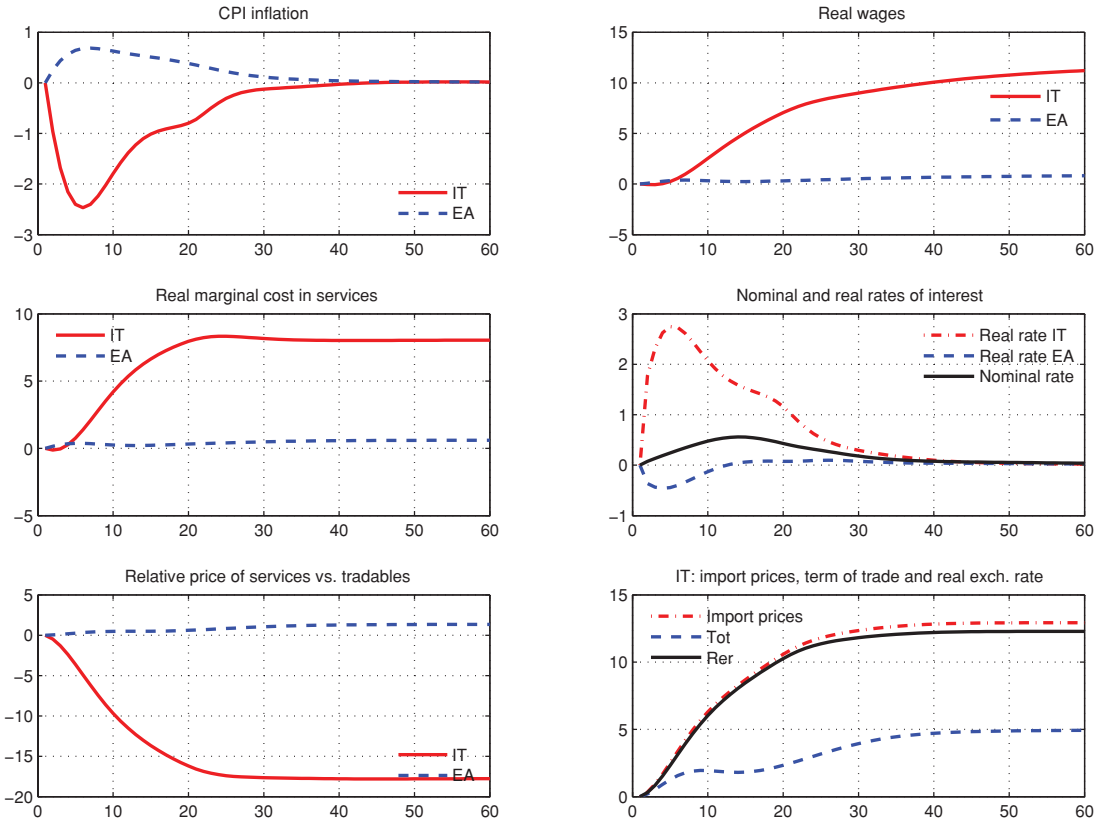 CPI inflation
1
0
−1
−2
−3
0 10 20 30 40 50 60
IT
EA
Real wages
15
10
5
0
−5
0 10 20 30 40 50 60
IT
EA
Real marginal cost in services
10
5
0
−5
0 10 20 30 40 50 60
IT
EA
Nominal and real rates of interest
3
2
1
0
−1
0 10 20 30 40 50 60
Real rate IT
Real rate EA
Nominal rate
Relative price of services vs. tradables
5
0
−5
−10
−15
−20
0 10 20 30 40 50 60
IT
EA
IT: import prices, term of trade and real exch. rate
15
10
5
0
0 10 20 30 40 50 60
Import prices
Tot
Rer